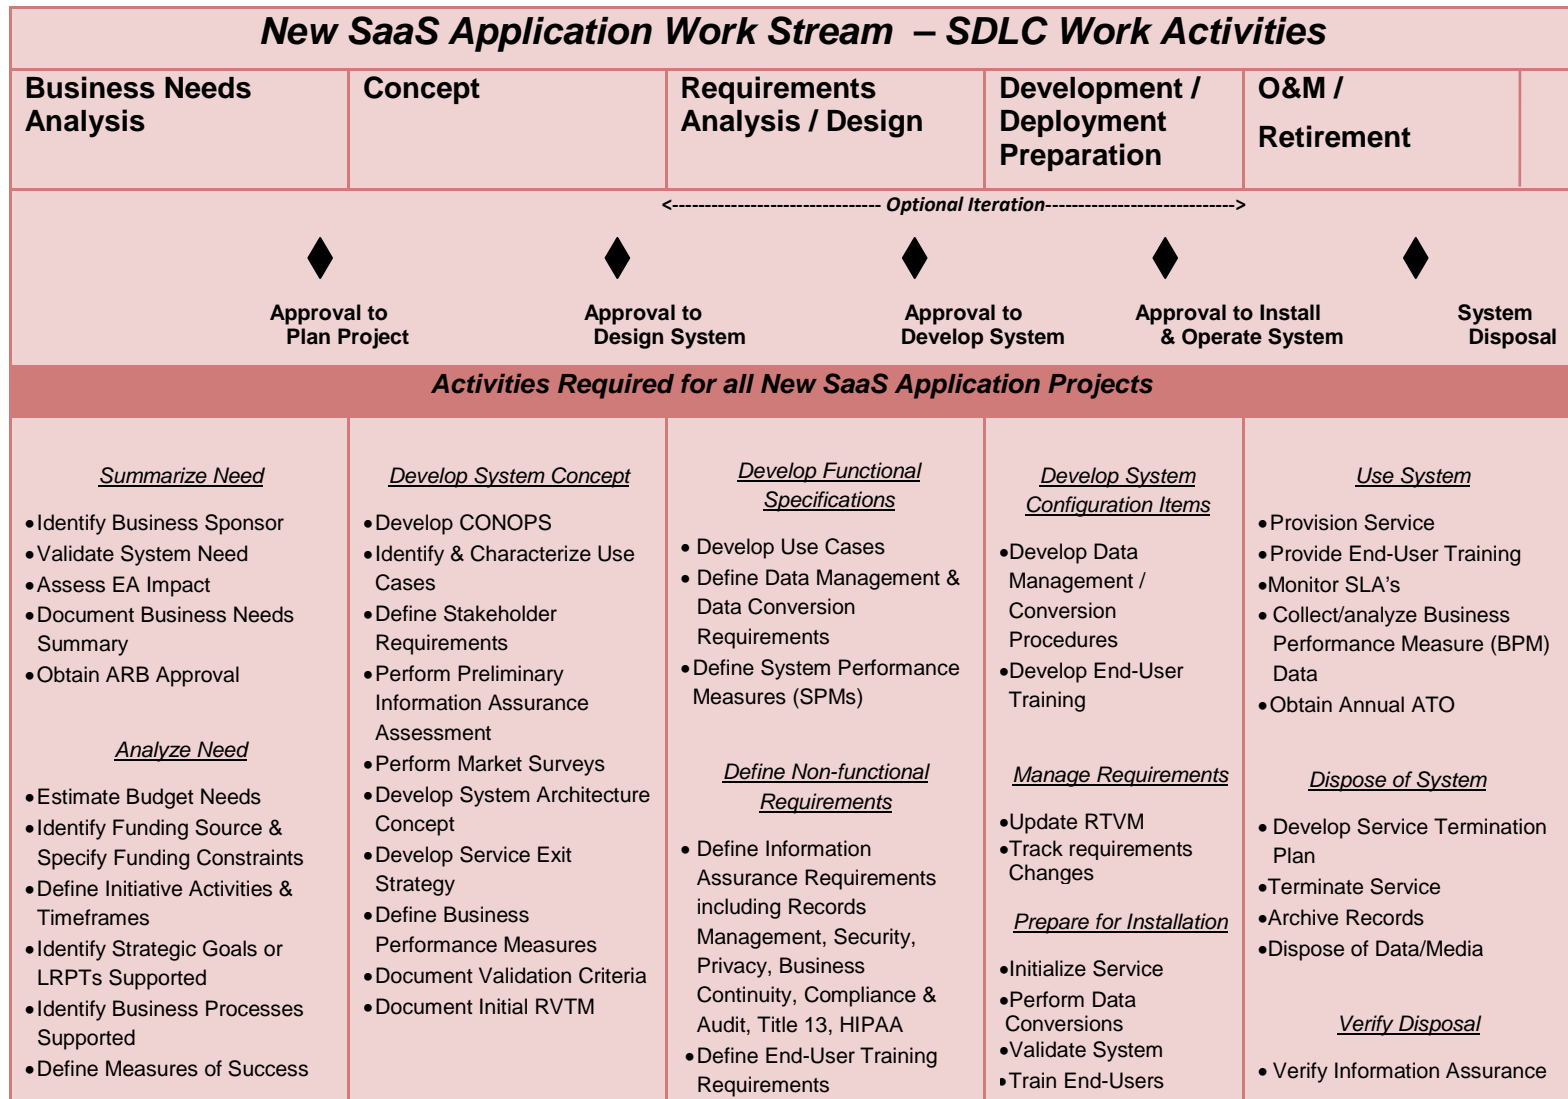 New SaaS Application Work Stream – SDLC Work Activities
Business Needs
Analysis
Concept
Requirements
Analysis / Design
Development /
Deployment
Preparation
O&M /
Retirement
<-------------------------------- Optional Iteration----------------------------->
Approval to
Plan Project
Approval to
Design System
Approval to
Develop System
Approval to Install
& Operate System
System
Disposal
Activities Required for all New SaaS Application Projects
Summarize Need
•Identify Business Sponsor
•Validate System Need
•Assess EA Impact
•Document Business Needs
Summary
•Obtain ARB Approval
Analyze Need
•Estimate Budget Needs
•Identify Funding Source &
Specify Funding Constraints
•Define Initiative Activities &
Timeframes
•Identify Strategic Goals or
LRPTs Supported
•Identify Business Processes
Supported
•Define Measures of Success
Develop System Concept
•Develop CONOPS
•Identify & Characterize Use
Cases
•Define Stakeholder
Requirements
•Perform Preliminary
Information Assurance
Assessment
•Perform Market Surveys
•Develop System Architecture
Concept
•Develop Service Exit
Strategy
•Define Business
Performance Measures
•Document Validation Criteria
•Document Initial RVTM
Develop Functional
Specifications
• Develop Use Cases
• Define Data Management &
Data Conversion
Requirements
•Define System Performance
Measures (SPMs)
Define Non-functional
Requirements
• Define Information
Assurance Requirements
including Records
Management, Security,
Privacy, Business
Continuity, Compliance &
Audit, Title 13, HIPAA
•Define End-User Training
Requirements
Develop System
Configuration Items
•Develop Data
Management /
Conversion
Procedures
•Develop End-User
Training
Manage Requirements
•Update RTVM
•Track requirements
Changes
Prepare for Installation
•Initialize Service
•Perform Data
Conversions
•Validate System
•Train End-Users
Use System
•Provision Service
•Provide End-User Training
•Monitor SLA's
• Collect/analyze Business
Performance Measure (BPM)
Data
•Obtain Annual ATO
Dispose of System
• Develop Service Termination
Plan
•Terminate Service
•Archive Records
•Dispose of Data/Media
Verify Disposal
• Verify Information Assurance